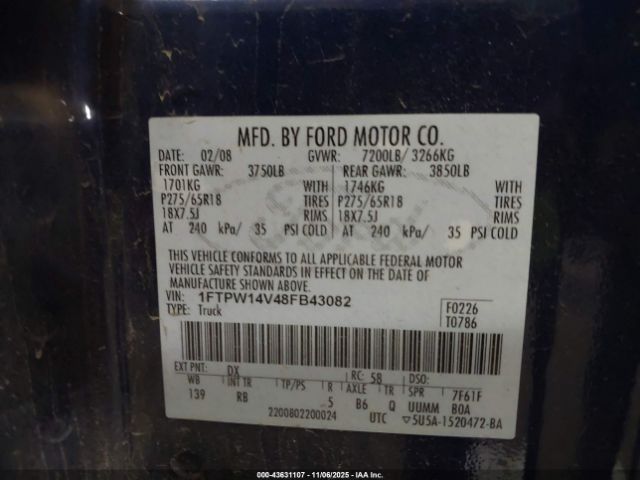 MFD. BY FORD MOTOR CO.
DATE: 02/08 GVWR: 7200LB/ 3266KG
FRONT GAWR: 3750LB REAR GAWR: 3850LB
1701KG WITH 1746KG WITH
P275/65R18 TIRES P275/65R18 TIRES
18X7.5J RIMS 18X7.5J RIMS
AT 240 kPa/ 35 PSI COLD AT 240 kPa/ 35 PSI COLD
THIS VEHICLE CONFORMS TO ALL APPLICABLE FEDERAL MOTOR
VEHICLE SAFETY STANDARDS IN EFFECT ON THE DATE OF
MANUFACTURE SHOWN ABOVE.
VIN: 1FTPW14V48FB43082 F0226
TYPE: Truck T0786
EXT PNT: DX RC: 58 DSO:
WB INT TR TP/PS R AXLE TR SPR 7F61F
139 RB 5 B6 Q UUMM BOA
2200802200024 UTC ▽5U5A-1520472-BA
000-43631107 - 11/06/2025 - IAAI, Inc.